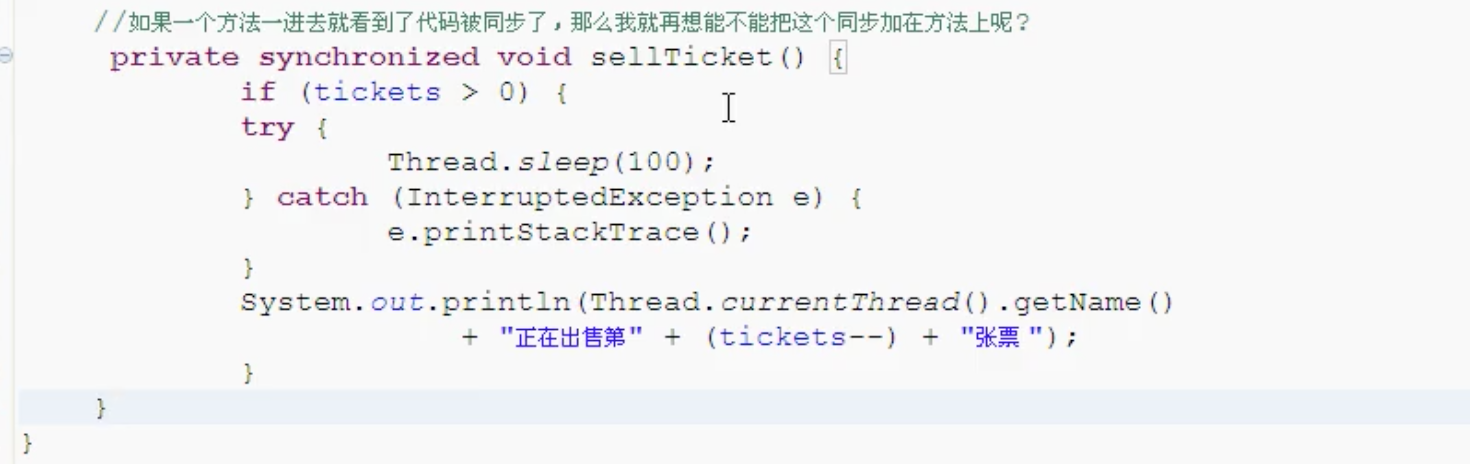 //如果一个方法一进去就看到了代码被同步了，那么我就再想能不能把这个同步加在方法上呢？
private synchronized void sellTicket() {
if (tickets > 0) {
try {
Thread.sleep(100);
} catch (InterruptedException e) {
e.printStackTrace();
}
System.out.println(Thread.currentThread().getName()
+ "正在出售第" + (tickets--) + "张票 ");
}
}
}